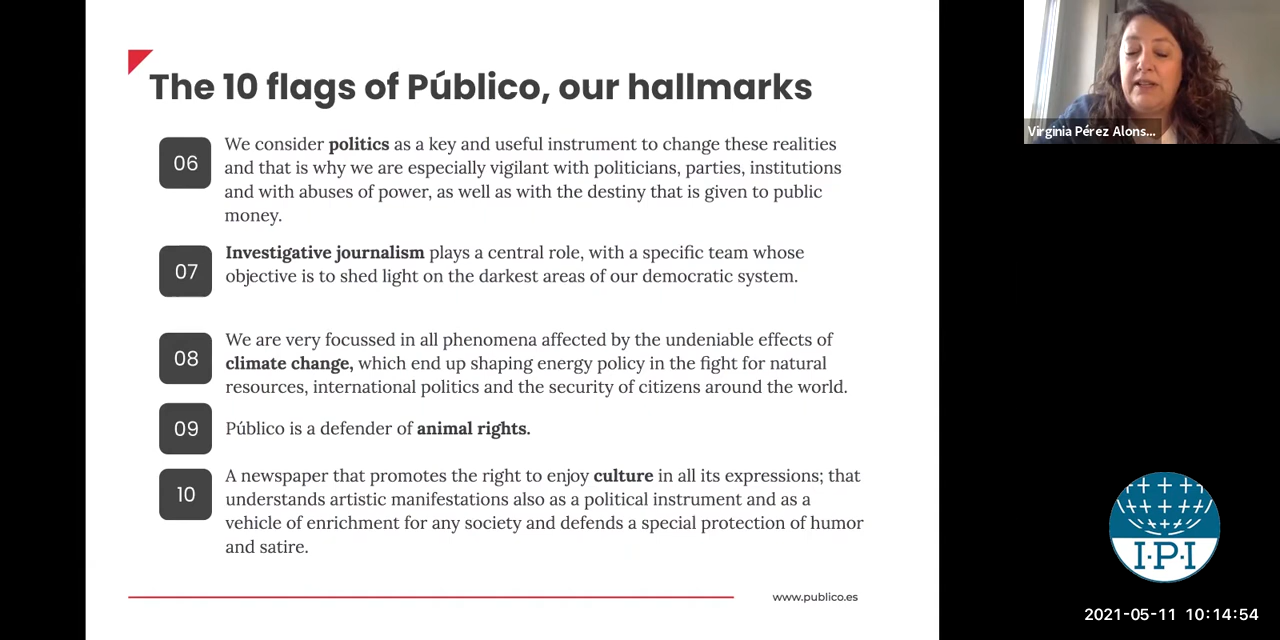 The 10 flags of Público, our hallmarks
06
We consider politics as a key and useful instrument to change these realities
and that is why we are especially vigilant with politicians, parties, institutions
and with abuses of power, as well as with the destiny that is given to public
money.
07
Investigative journalism plays a central role, with a specific team whose
objective is to shed light on the darkest areas of our democratic system.
08
We are very focussed in all phenomena affected by the undeniable effects of
climate change, which end up shaping energy policy in the fight for natural
resources, international politics and the security of citizens around the world.
09
Público is a defender of animal rights.
10
A newspaper that promotes the right to enjoy culture in all its expressions; that
understands artistic manifestations also as a political instrument and as a
vehicle of enrichment for any society and defends a special protection of humor
and satire.
www.publico.es
Virginia Pérez Alons...
I·P·I
2021-05-11 10:14:54